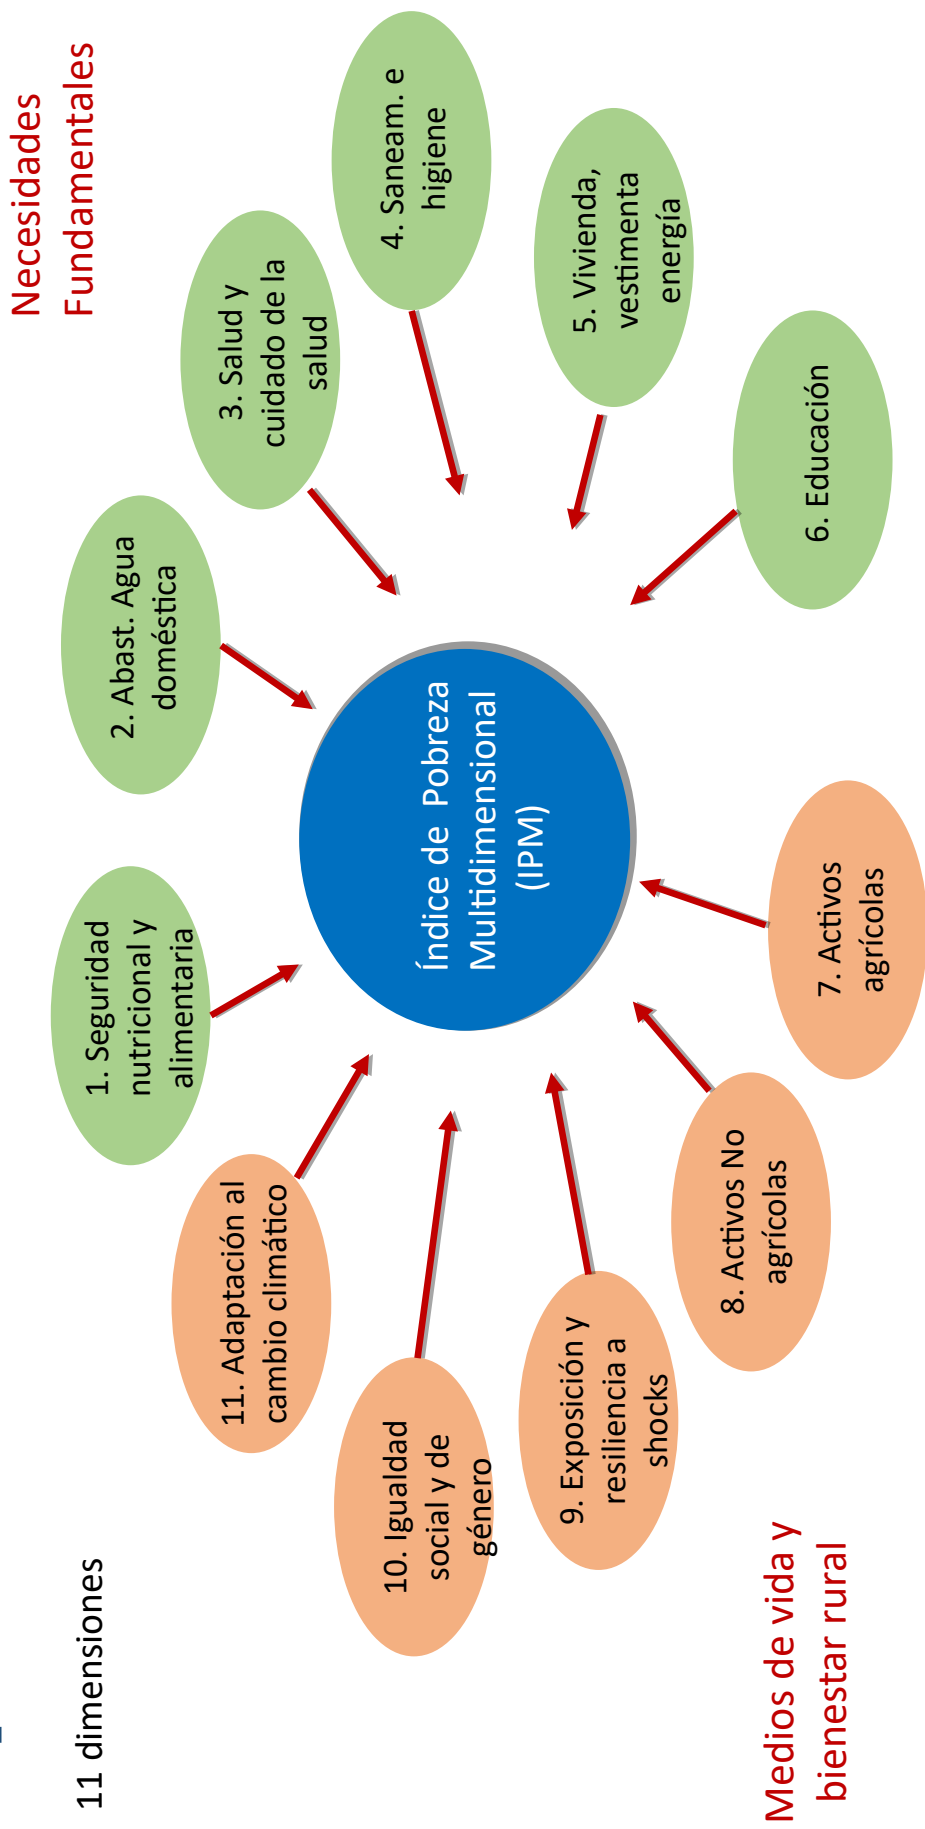 11 dimensiones
Necesidades
Fundamentales
1. Seguridad
nutricional y
alimentaria
2. Abast. Agua
doméstica
3. Salud y
cuidado de la
salud
4. Saneam. e
higiene
5. Vivienda,
vestimenta
energía
6. Educación
7. Activos
agrícolas
8. Activos No
agrícolas
9. Exposición y
resiliencia a
shocks
10. Igualdad
social y de
género
11. Adaptación al
cambio climático
Índice de Pobreza
Multidimensional
(IPM)
Medios de vida y
bienestar rural